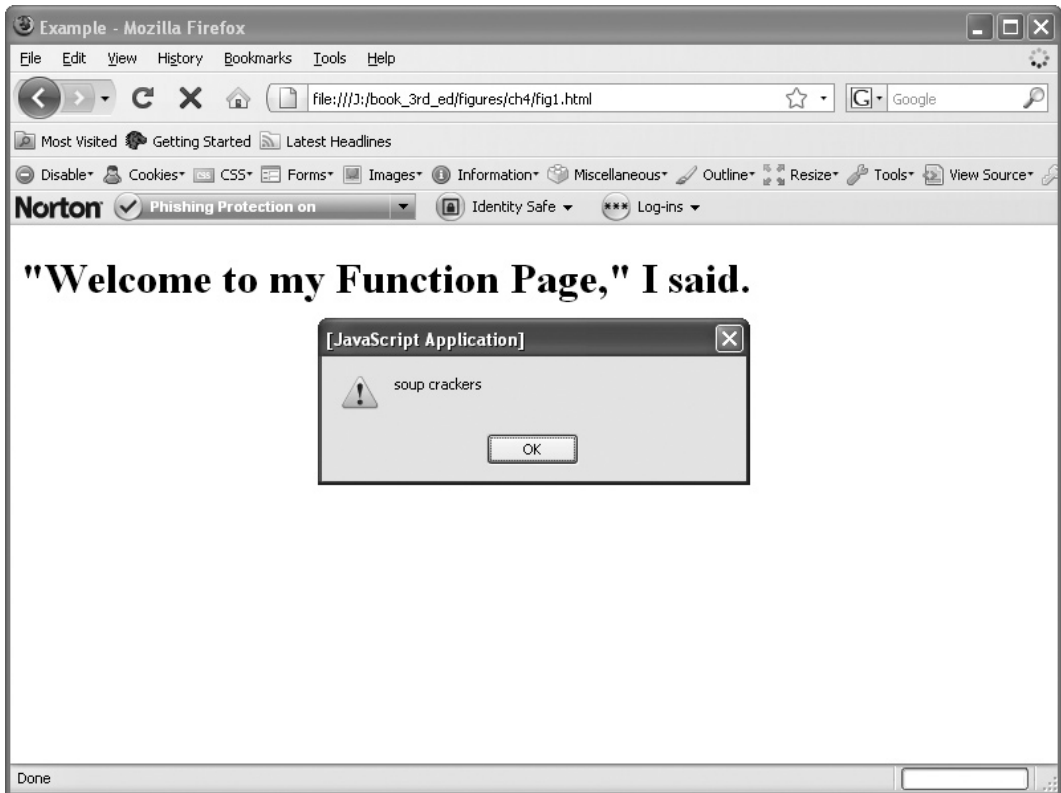 Example - Mozilla Firefox
File Edit View History Bookmarks Tools Help
file:///J:/book_3rd_ed/figures/ch4/fig1.html G Google
Most Visited Getting Started Latest Headlines
Disable Cookies CSS CSS Forms Images Information Miscellaneous Outline Resize Tools View Source
Norton Phishing Protection on Identity Safe *** Log-ins
"Welcome to my Function Page," I said.
[JavaScript Application]
soup crackers
OK
Done